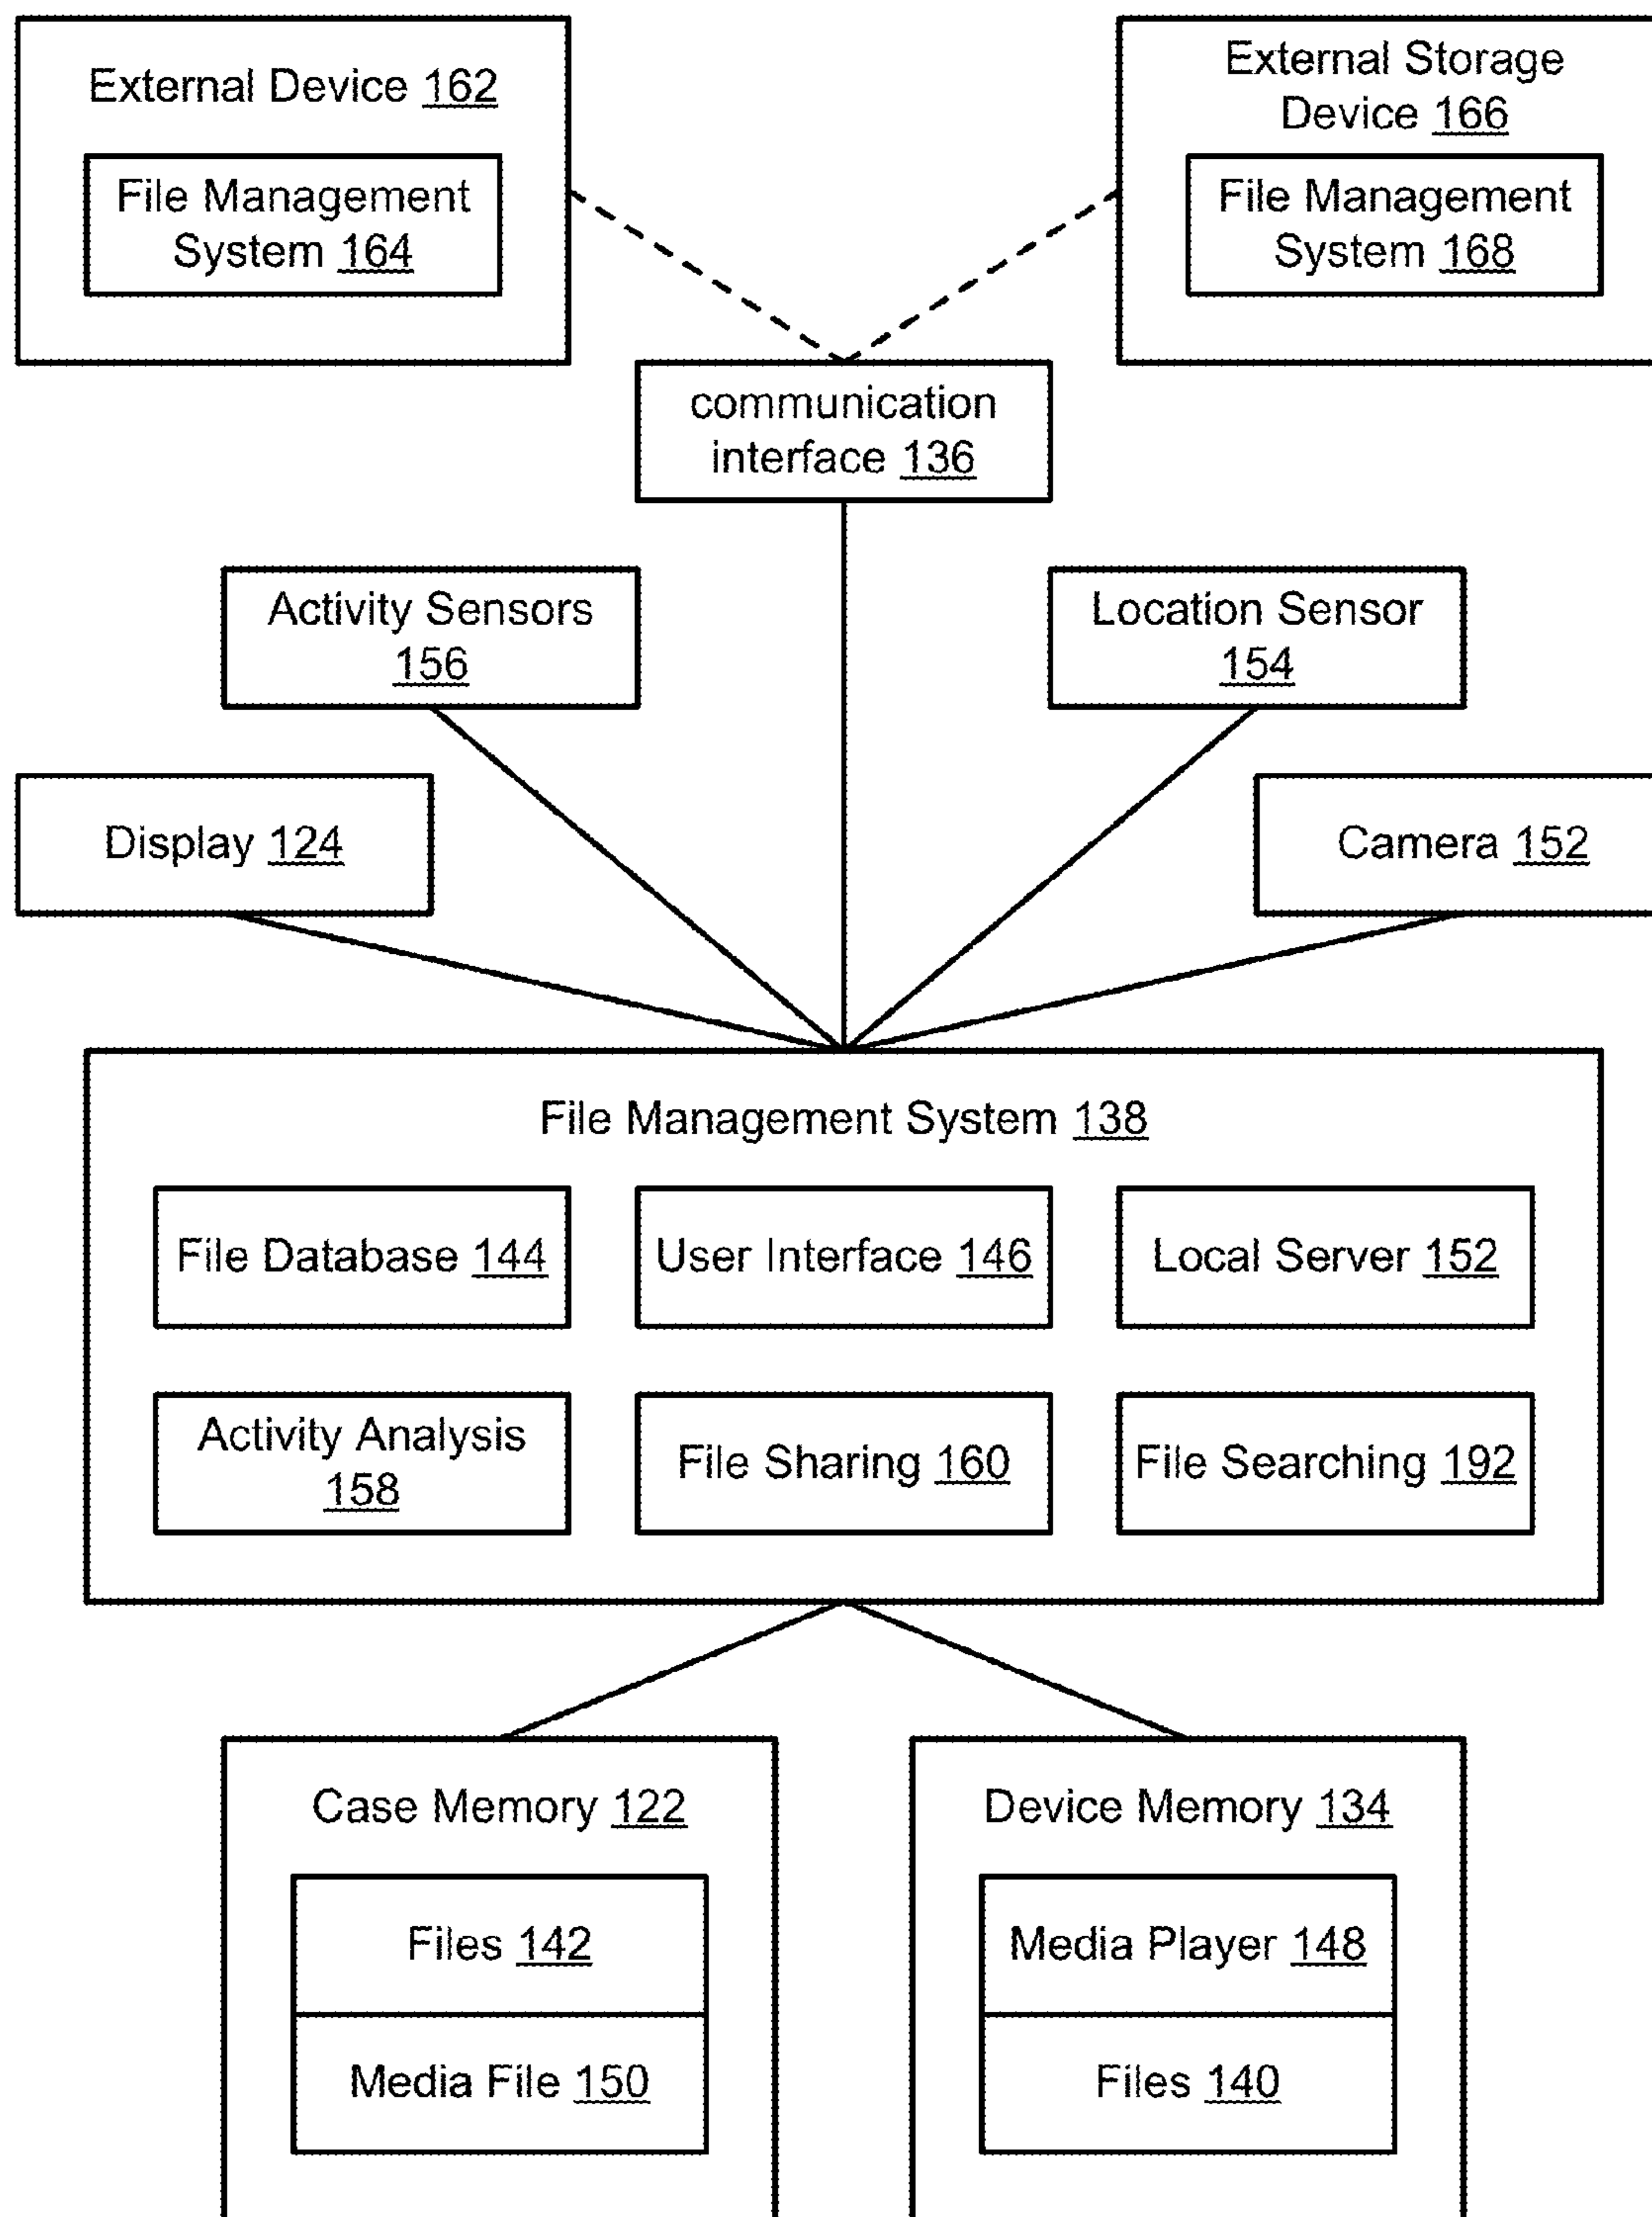 External Device 162
File Management
System 164
External Storage
Device 166
File Management
System 168
communication
interface 136
Activity Sensors
156
Location Sensor
154
Display 124
Camera 152
File Management System 138
File Database 144
User Interface 146
Local Server 152
Activity Analysis
158
File Sharing 160
File Searching 192
Case Memory 122
Files 142
Media File 150
Device Memory 134
Media Player 148
Files 140